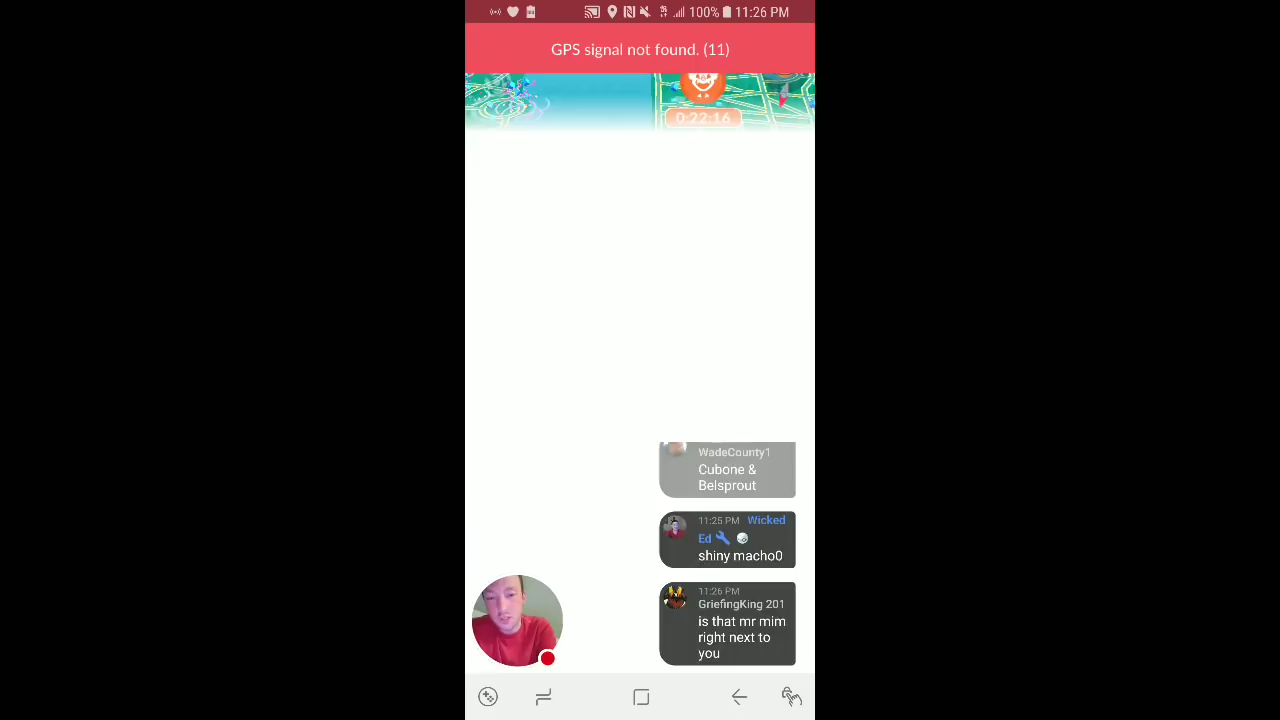 100% 11:26 PM
GPS signal not found. (11)
0:22:16
WadeCounty1
Cubone &
Belsprout
11:25 PM Wicked
Ed
shiny macho0
11:26 PM
GriefingKing 201
is that mr mim
right next to
you